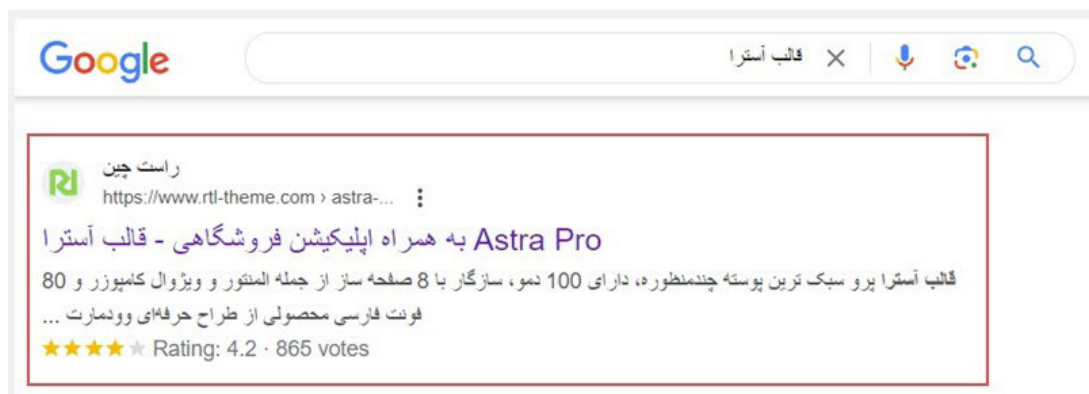 Google
قالب آسترا
راست چین
https://www.rtl-theme.com › astra-...
Astra Pro به همراه اپلیکیشن فروشگاهی - قالب آسترا
قالب آسترا پرو سبک ترین پوسته چندمنظوره، دارای 100 دمو، سازگار با 8 صفحه ساز از جمله المنتور و ویژوال کامپوزر و 80
فونت فارسی محصولی از طراح حرفه‌ای وودمارت ...
Rating: 4.2 · 865 votes